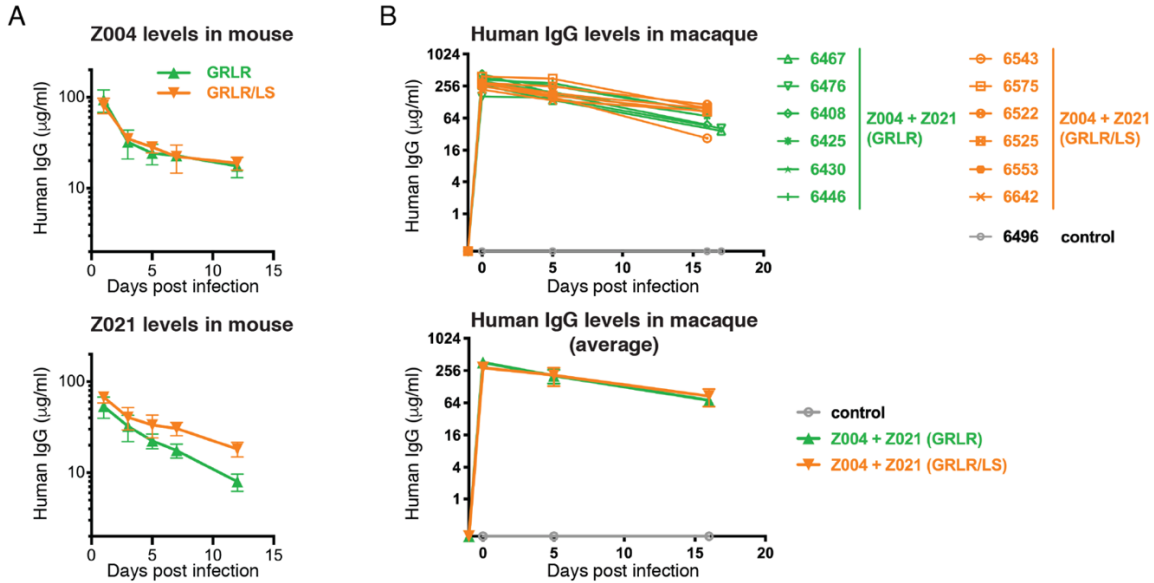 A
Z004 levels in mouse
GRLR
GRLR/LS
100
10
Human IgG (μg/ml)
0 5 10 15
Days post infection
Z021 levels in mouse
100
10
Human IgG (μg/ml)
0 5 10 15
Days post infection
B
Human IgG levels in macaque
1024
256
64
16
4
1
Human IgG (μg/ml)
0 5 10 15 20
Days post infection
6467
6476
6408
6425
6430
6446
Z004 + Z021
(GRLR)
6543
6575
6522
6525
6553
6642
Z004 + Z021
(GRLR/LS)
6496 control
Human IgG levels in macaque
(average)
1024
256
64
16
4
1
Human IgG (μg/ml)
0 5 10 15 20
Days post infection
control
Z004 + Z021 (GRLR)
Z004 + Z021 (GRLR/LS)